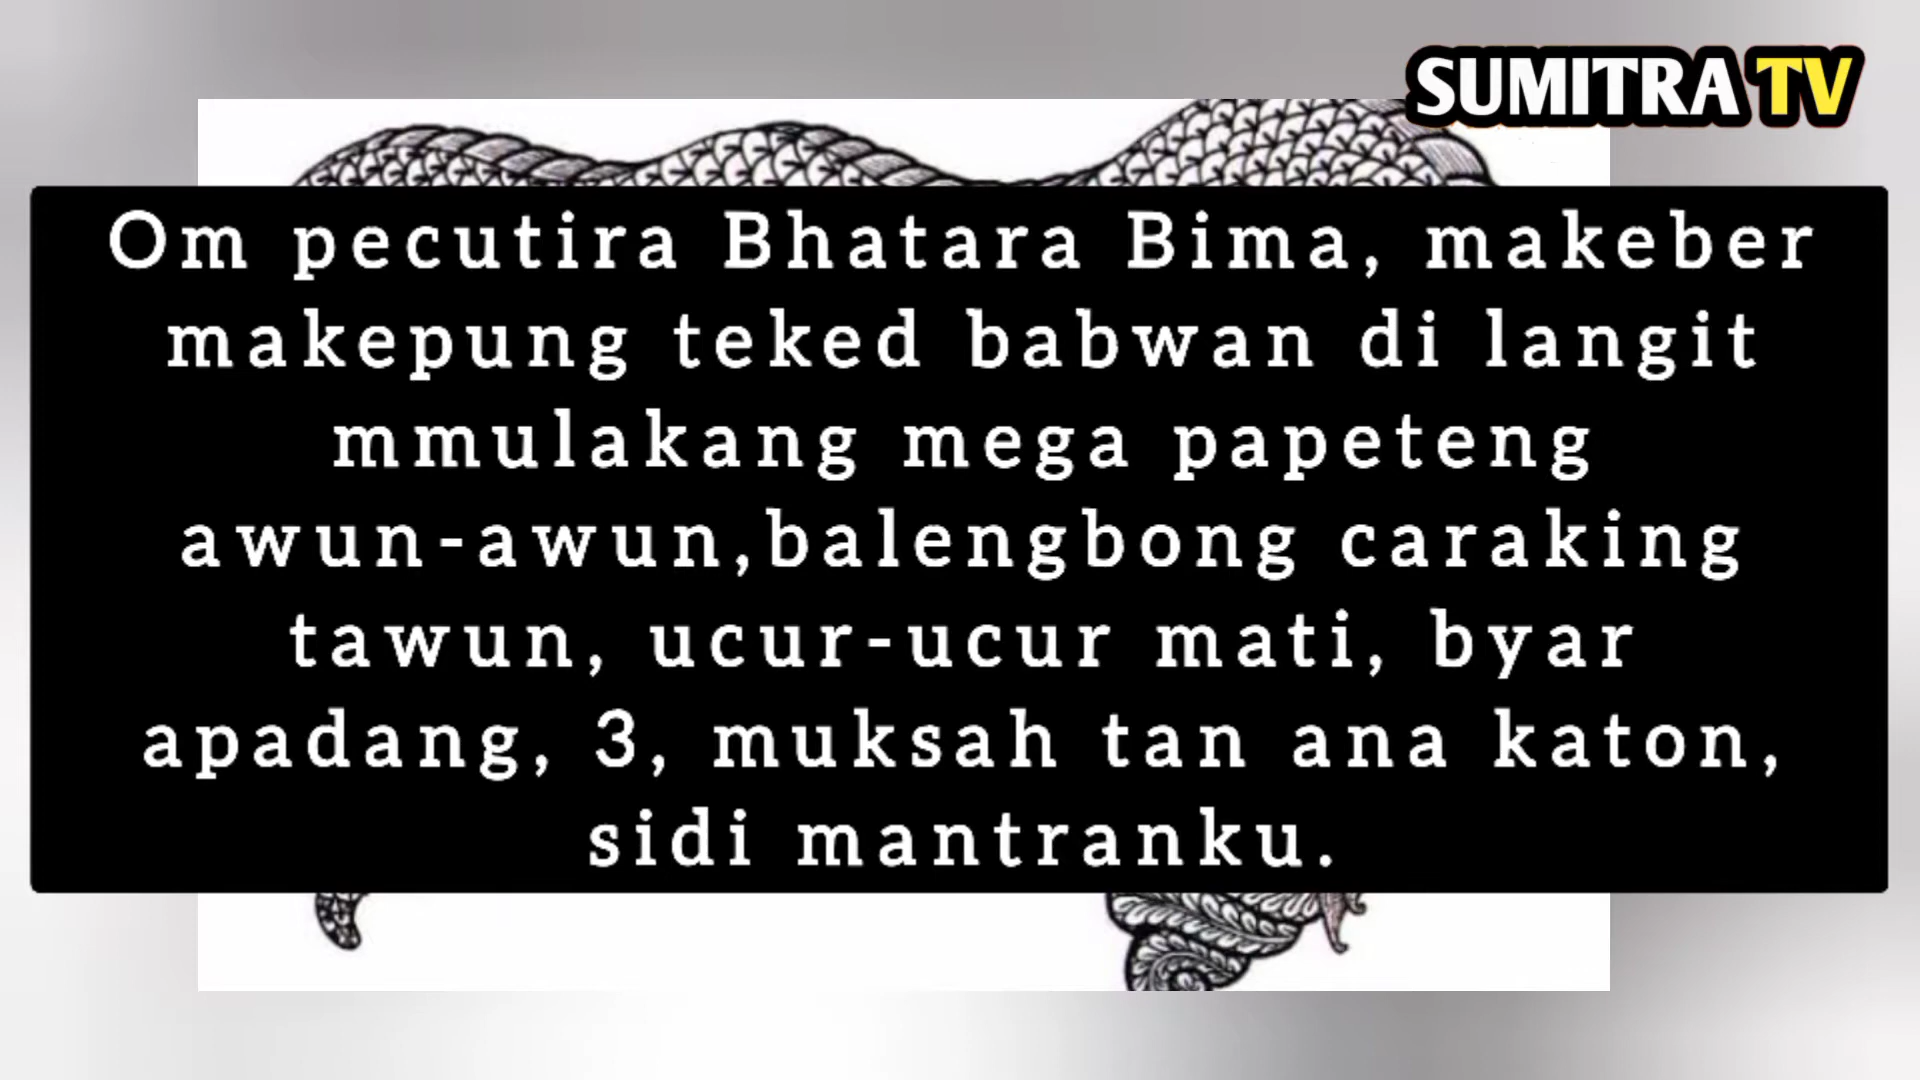 SUMITRA TV
Om pecutira Bhatara Bima, makeber
makepung teked babwan di langit
mmulakang mega papeteng
awun-awun,balengbong caraking
tawun, ucur-ucur mati, byar
apadang, 3, muksah tan ana katon,
sidi mantranku.